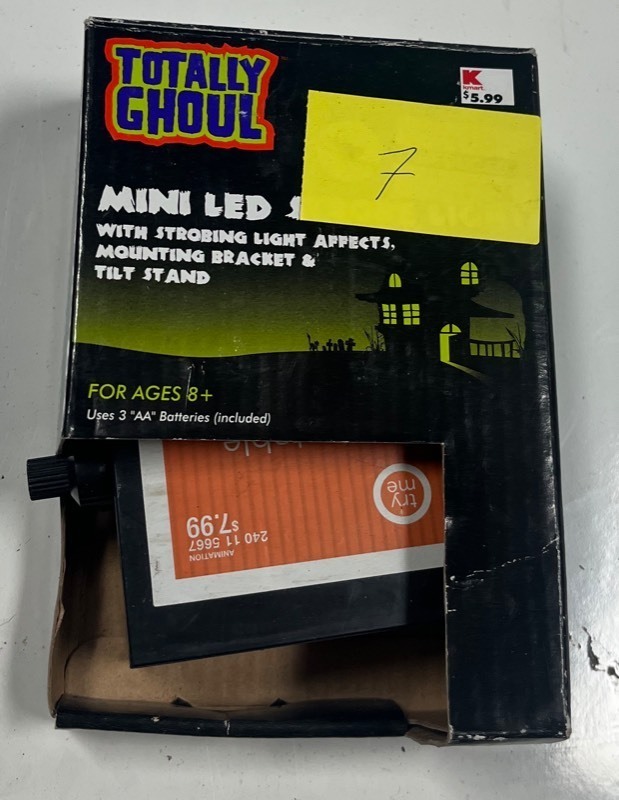 TOTALLY
GHOUL
K
kmart
$5.99
7
MINI LED S
WITH STROBING LIGHT AFFECTS,
MOUNTING BRACKET &
TILT STAND
FOR AGES 8+
Uses 3 "AA" Batteries (included)
try
me
240 11 5667
ANIMATION
$7.99